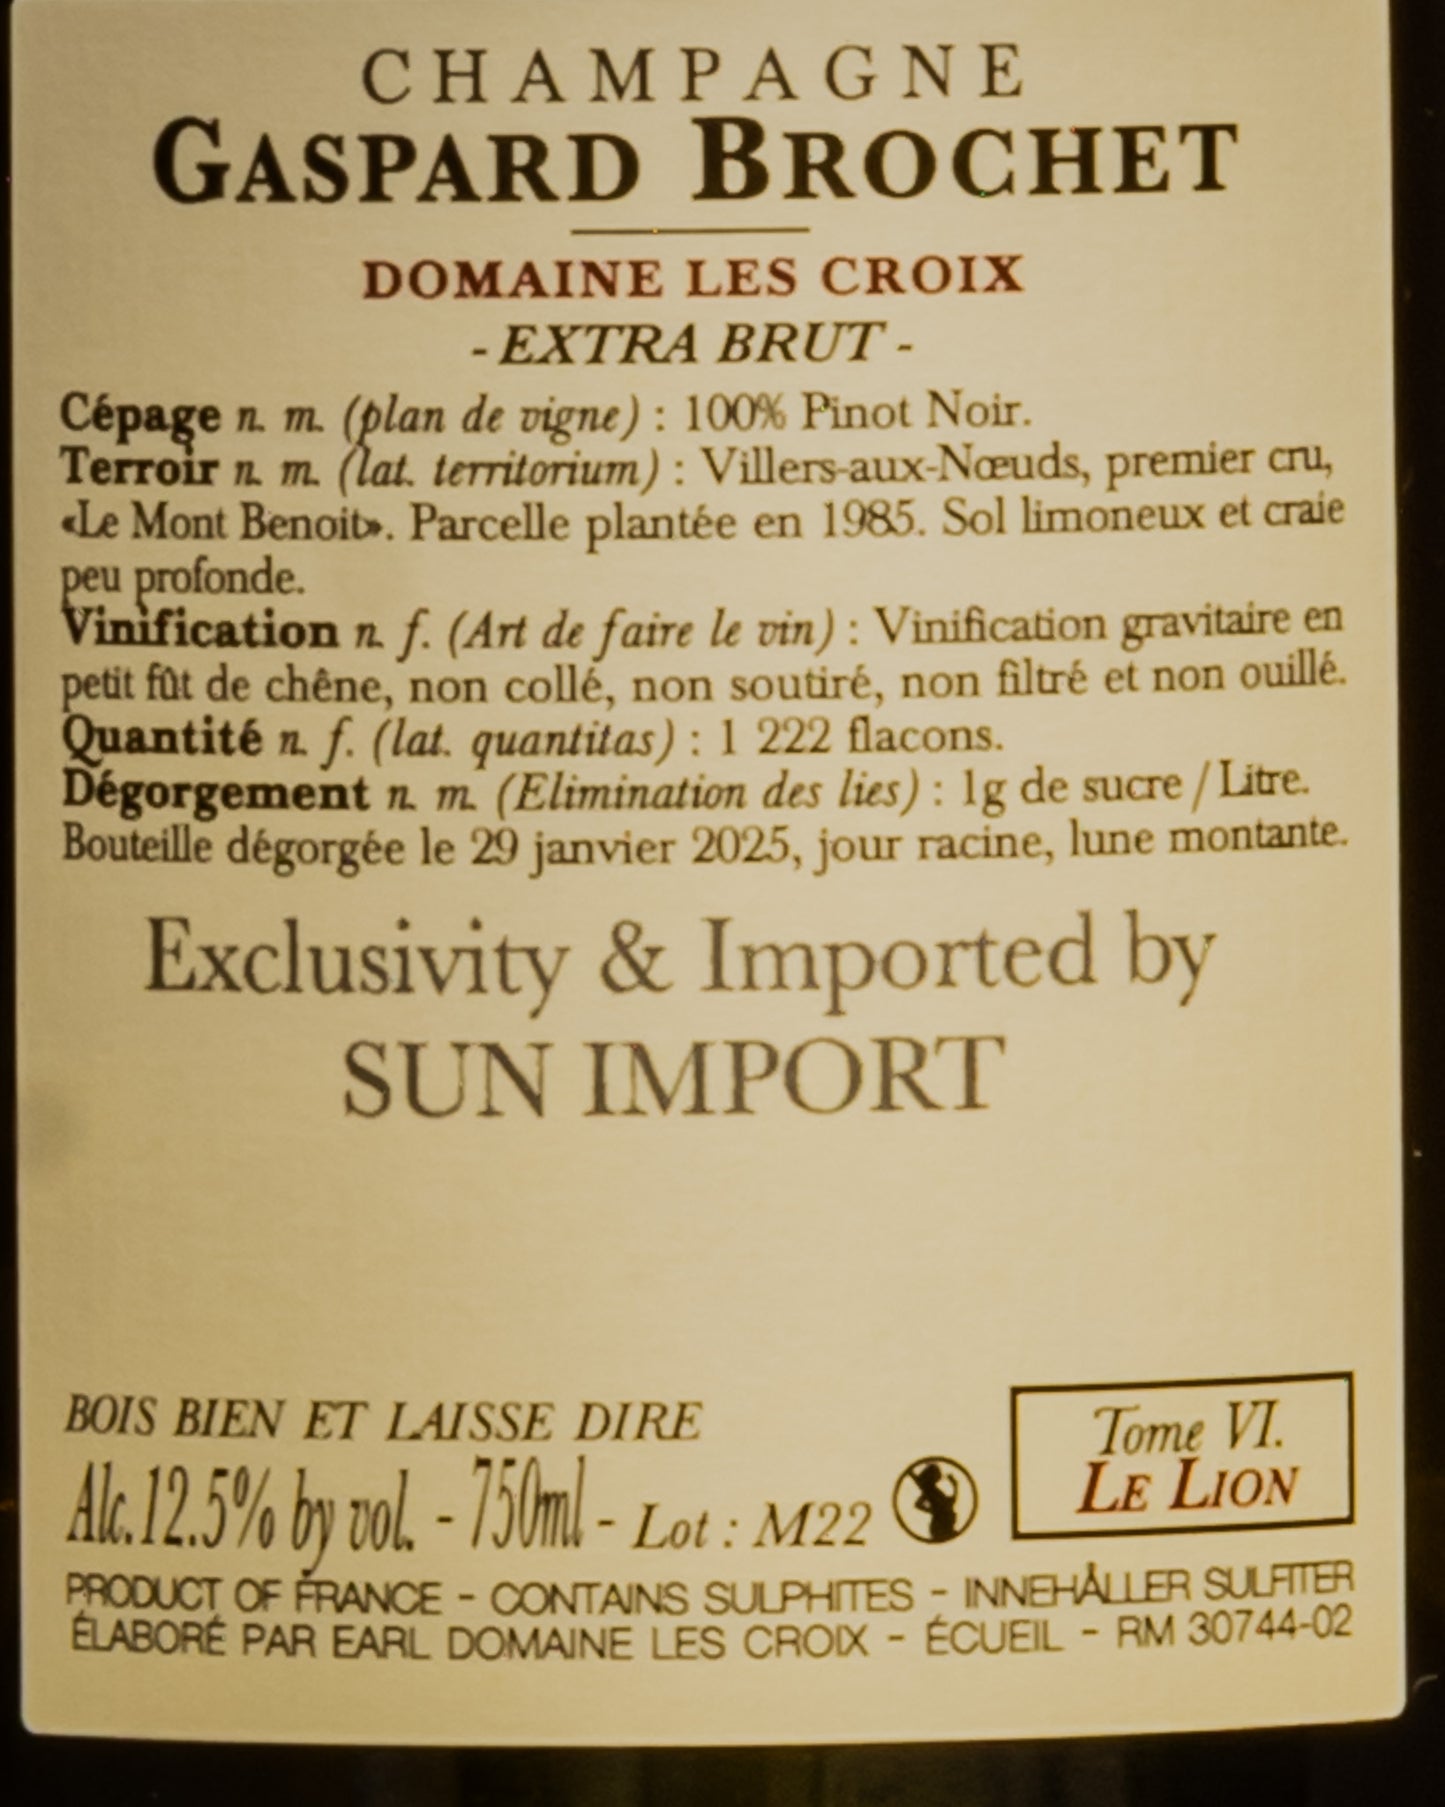 CHAMPAGNE
GASPARD BROCHET
DOMAINE LES CROIX
- EXTRA BRUT -
Cépage n. m. (plan de vigne) : 100% Pinot Noir.
Terroir n. m. (lat. territorium) : Villers-aux-Nœuds, premier cru,
«Le Mont Benoit». Parcelle plantée en 1985. Sol limoneux et craie
peu profonde.
Vinification n. f. (Art de faire le vin) : Vinification gravitaire en
petit fût de chêne, non collé, non soutiré, non filtré et non ouillé.
Quantité n. f. (lat. quantitas) : 1 222 flacons.
Dégorgement n. m. (Elimination des lies) : 1g de sucre / Litre.
Bouteille dégorgée le 29 janvier 2025, jour racine, lune montante.
Exclusivity & Imported by
SUN IMPORT
BOIS BIEN ET LAISSE DIRE
Alc.12.5% by vol. - 750ml - Lot : M22
Tome VI.
LE LION
PRODUCT OF FRANCE - CONTAINS SULPHITES - INNEHÅLLER SULFITER
ÉLABORÉ PAR EARL DOMAINE LES CROIX - ÉCUEIL - RM 30744-02